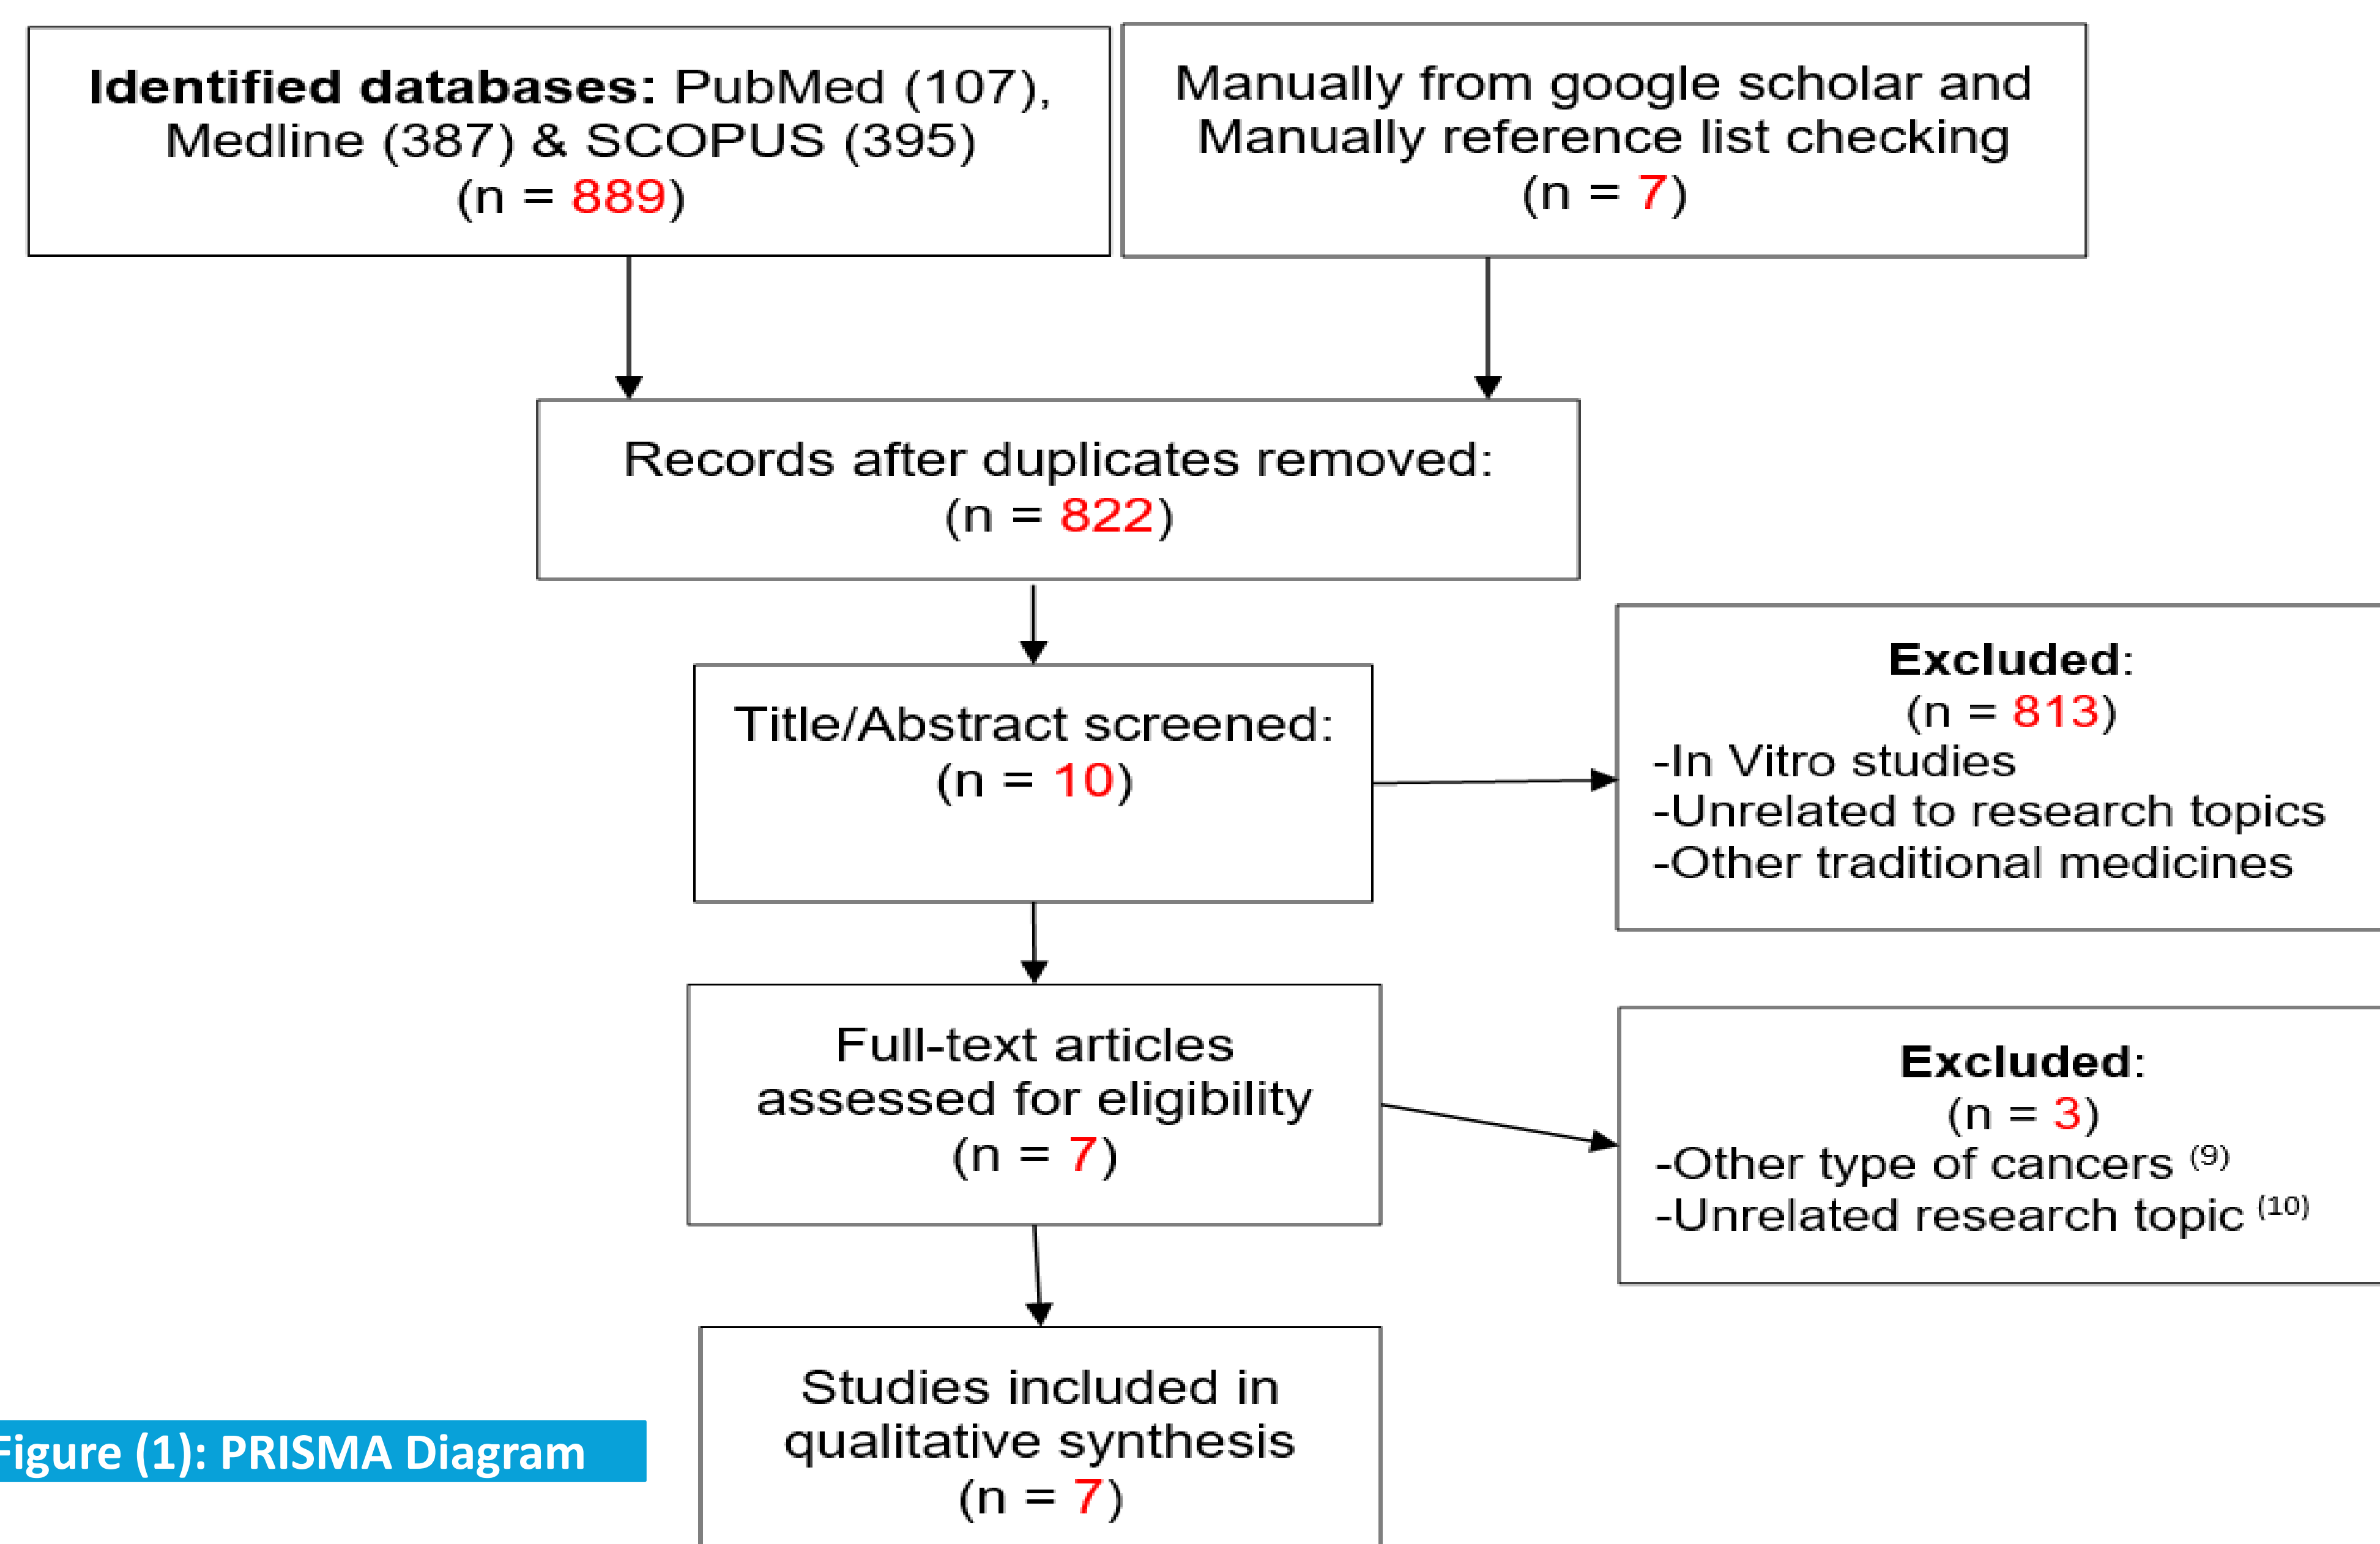 Identified databases: PubMed (107),
Medline (387) & SCOPUS (395)
(n = 889)
Manually from google scholar and
Manually reference list checking
(n = 7)
Records after duplicates removed:
(n = 822)
Title/Abstract screened:
(n = 10)
Excluded:
(n = 813)
-In Vitro studies
-Unrelated to research topics
-Other traditional medicines
Full-text articles
assessed for eligibility
(n = 7)
Excluded:
(n = 3)
-Other type of cancers (9)
-Unrelated research topic (10)
Studies included in
qualitative synthesis
(n = 7)
Figure (1): PRISMA Diagram